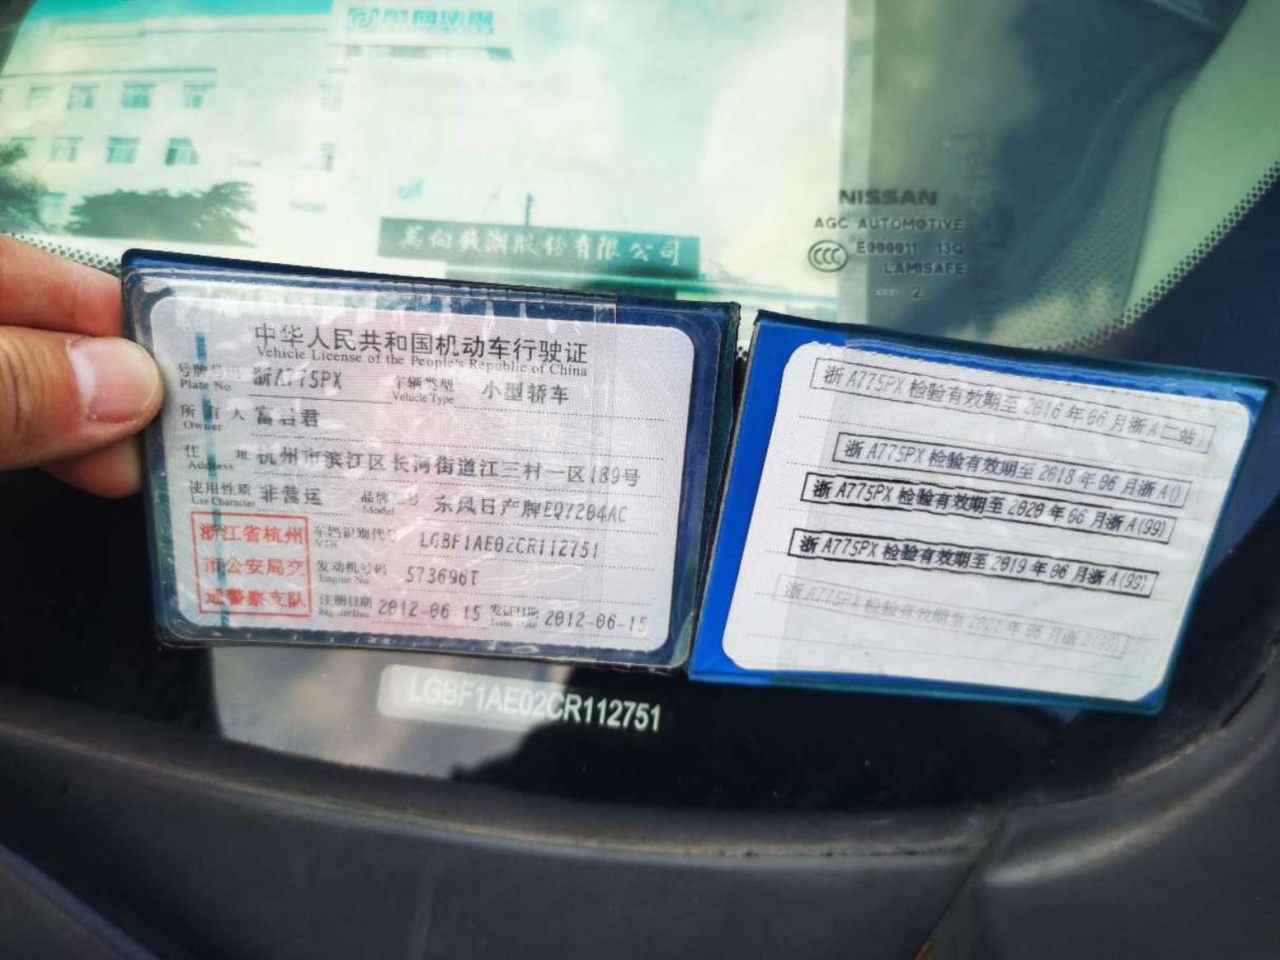 萬向錢潮股份有限公司
NISSAN
AGC AUTOMOTIVE
E000011 13Q
LAMISAFE
2
中华人民共和国机动车行驶证
Vehicle License of the People's Republic of China
号牌号码 浙A775PX 车辆类型 小型轿车
Plate No. Vehicle Type
所有人 富君
Owner
住 地 杭州市滨江区长河街道江三村一区189号
Address
使用性质 非营运 品牌型号 东风日产牌EQ7204AC
Use Character Model
浙江省杭州
市公安局交
通警察支队
车辆识别代号 LGBF1AE02CR112751
VIN
发动机号码 573696T
Engine No.
注册日期 2012-06-15 发证日期 2012-06-15
Register Date Issue Date
浙A775PX检验有效期至2016年06月浙A(二站)
浙A775PX检验有效期至2018年06月浙A()
浙A775PX检验有效期至2020年06月浙A(99)
浙A775PX检验有效期至2019年06月浙A(99)
浙A775PX检验有效期至2021年06月浙(99)
LGBF1AE02CR112751